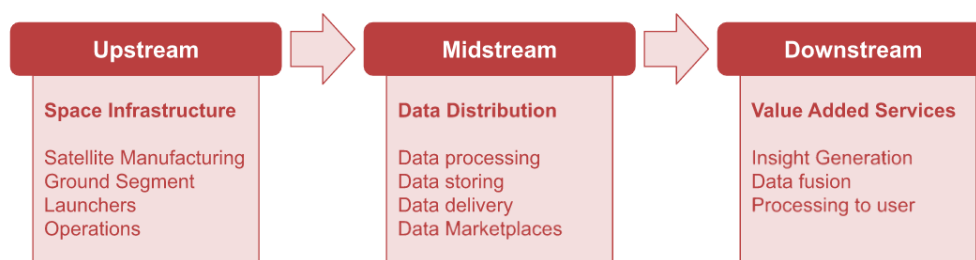 Upstream
Space Infrastructure
Satellite Manufacturing
Ground Segment
Launchers
Operations
Midstream
Data Distribution
Data processing
Data storing
Data delivery
Data Marketplaces
Downstream
Value Added Services
Insight Generation
Data fusion
Processing to user